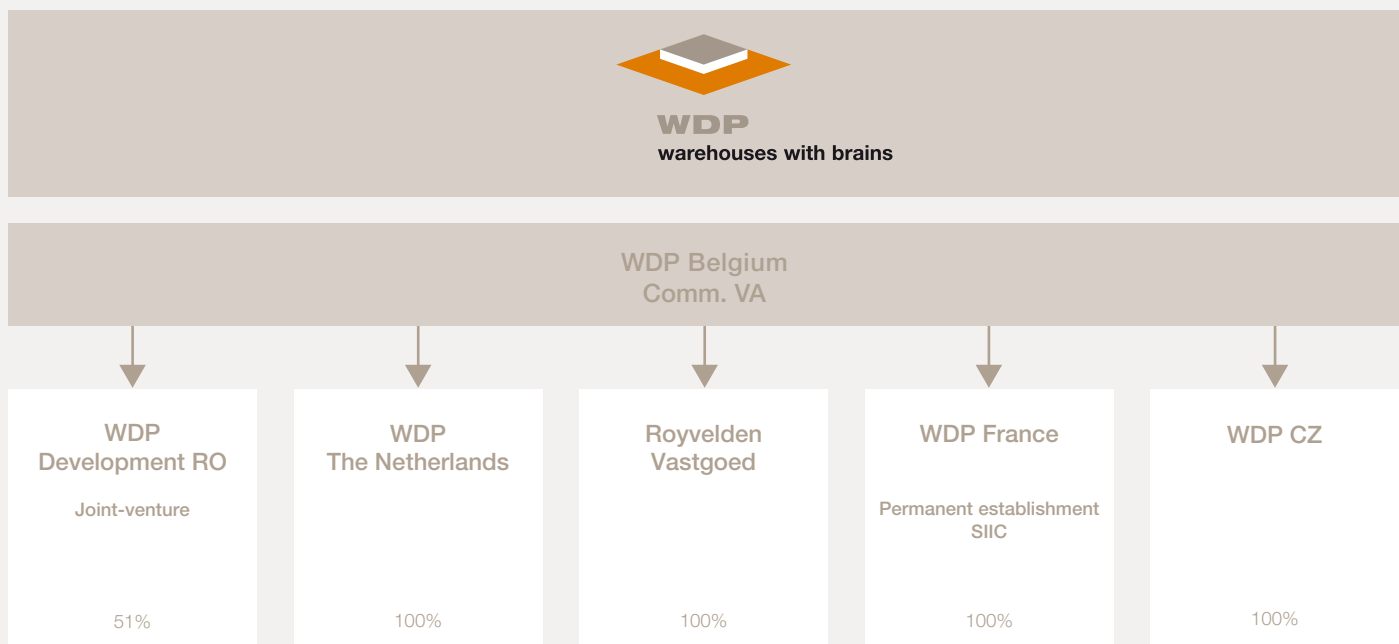 WDP
warehouses with brains
WDP Belgium
Comm. VA
WDP
Development RO
Joint-venture
51%
WDP
The Netherlands
100%
Royvelden
Vastgoed
100%
WDP France
Permanent establishment
SIIC
100%
WDP CZ
100%